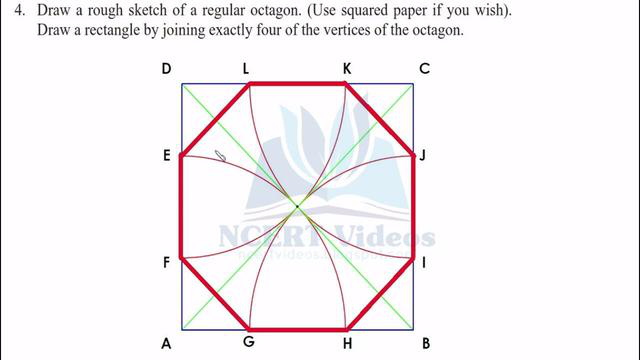 4. Draw a rough sketch of a regular octagon. (Use squared paper if you wish).
Draw a rectangle by joining exactly four of the vertices of the octagon.
D L K C
E J
NCERT Videos
F I
A G H B